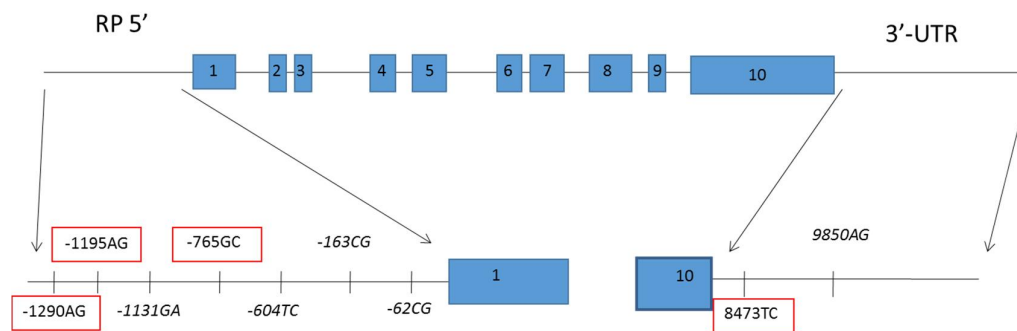 RP 5’
3’-UTR
1 2 3 4 5 6 7 8 9 10
-1195AG -765GC -163CG 9850AG
1 10
-1290AG -1131GA -604TC -62CG 8473TC